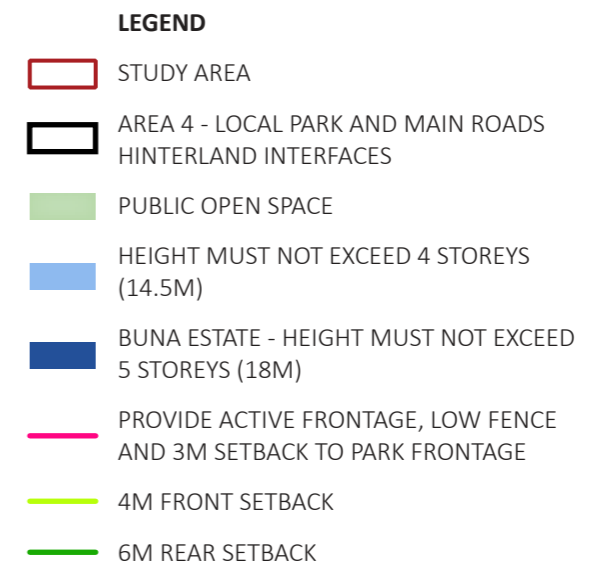 LEGEND
STUDY AREA
AREA 4 - LOCAL PARK AND MAIN ROADS
HINTERLAND INTERFACES
PUBLIC OPEN SPACE
HEIGHT MUST NOT EXCEED 4 STOREYS
(14.5M)
BUNA ESTATE - HEIGHT MUST NOT EXCEED
5 STOREYS (18M)
PROVIDE ACTIVE FRONTAGE, LOW FENCE
AND 3M SETBACK TO PARK FRONTAGE
4M FRONT SETBACK
6M REAR SETBACK